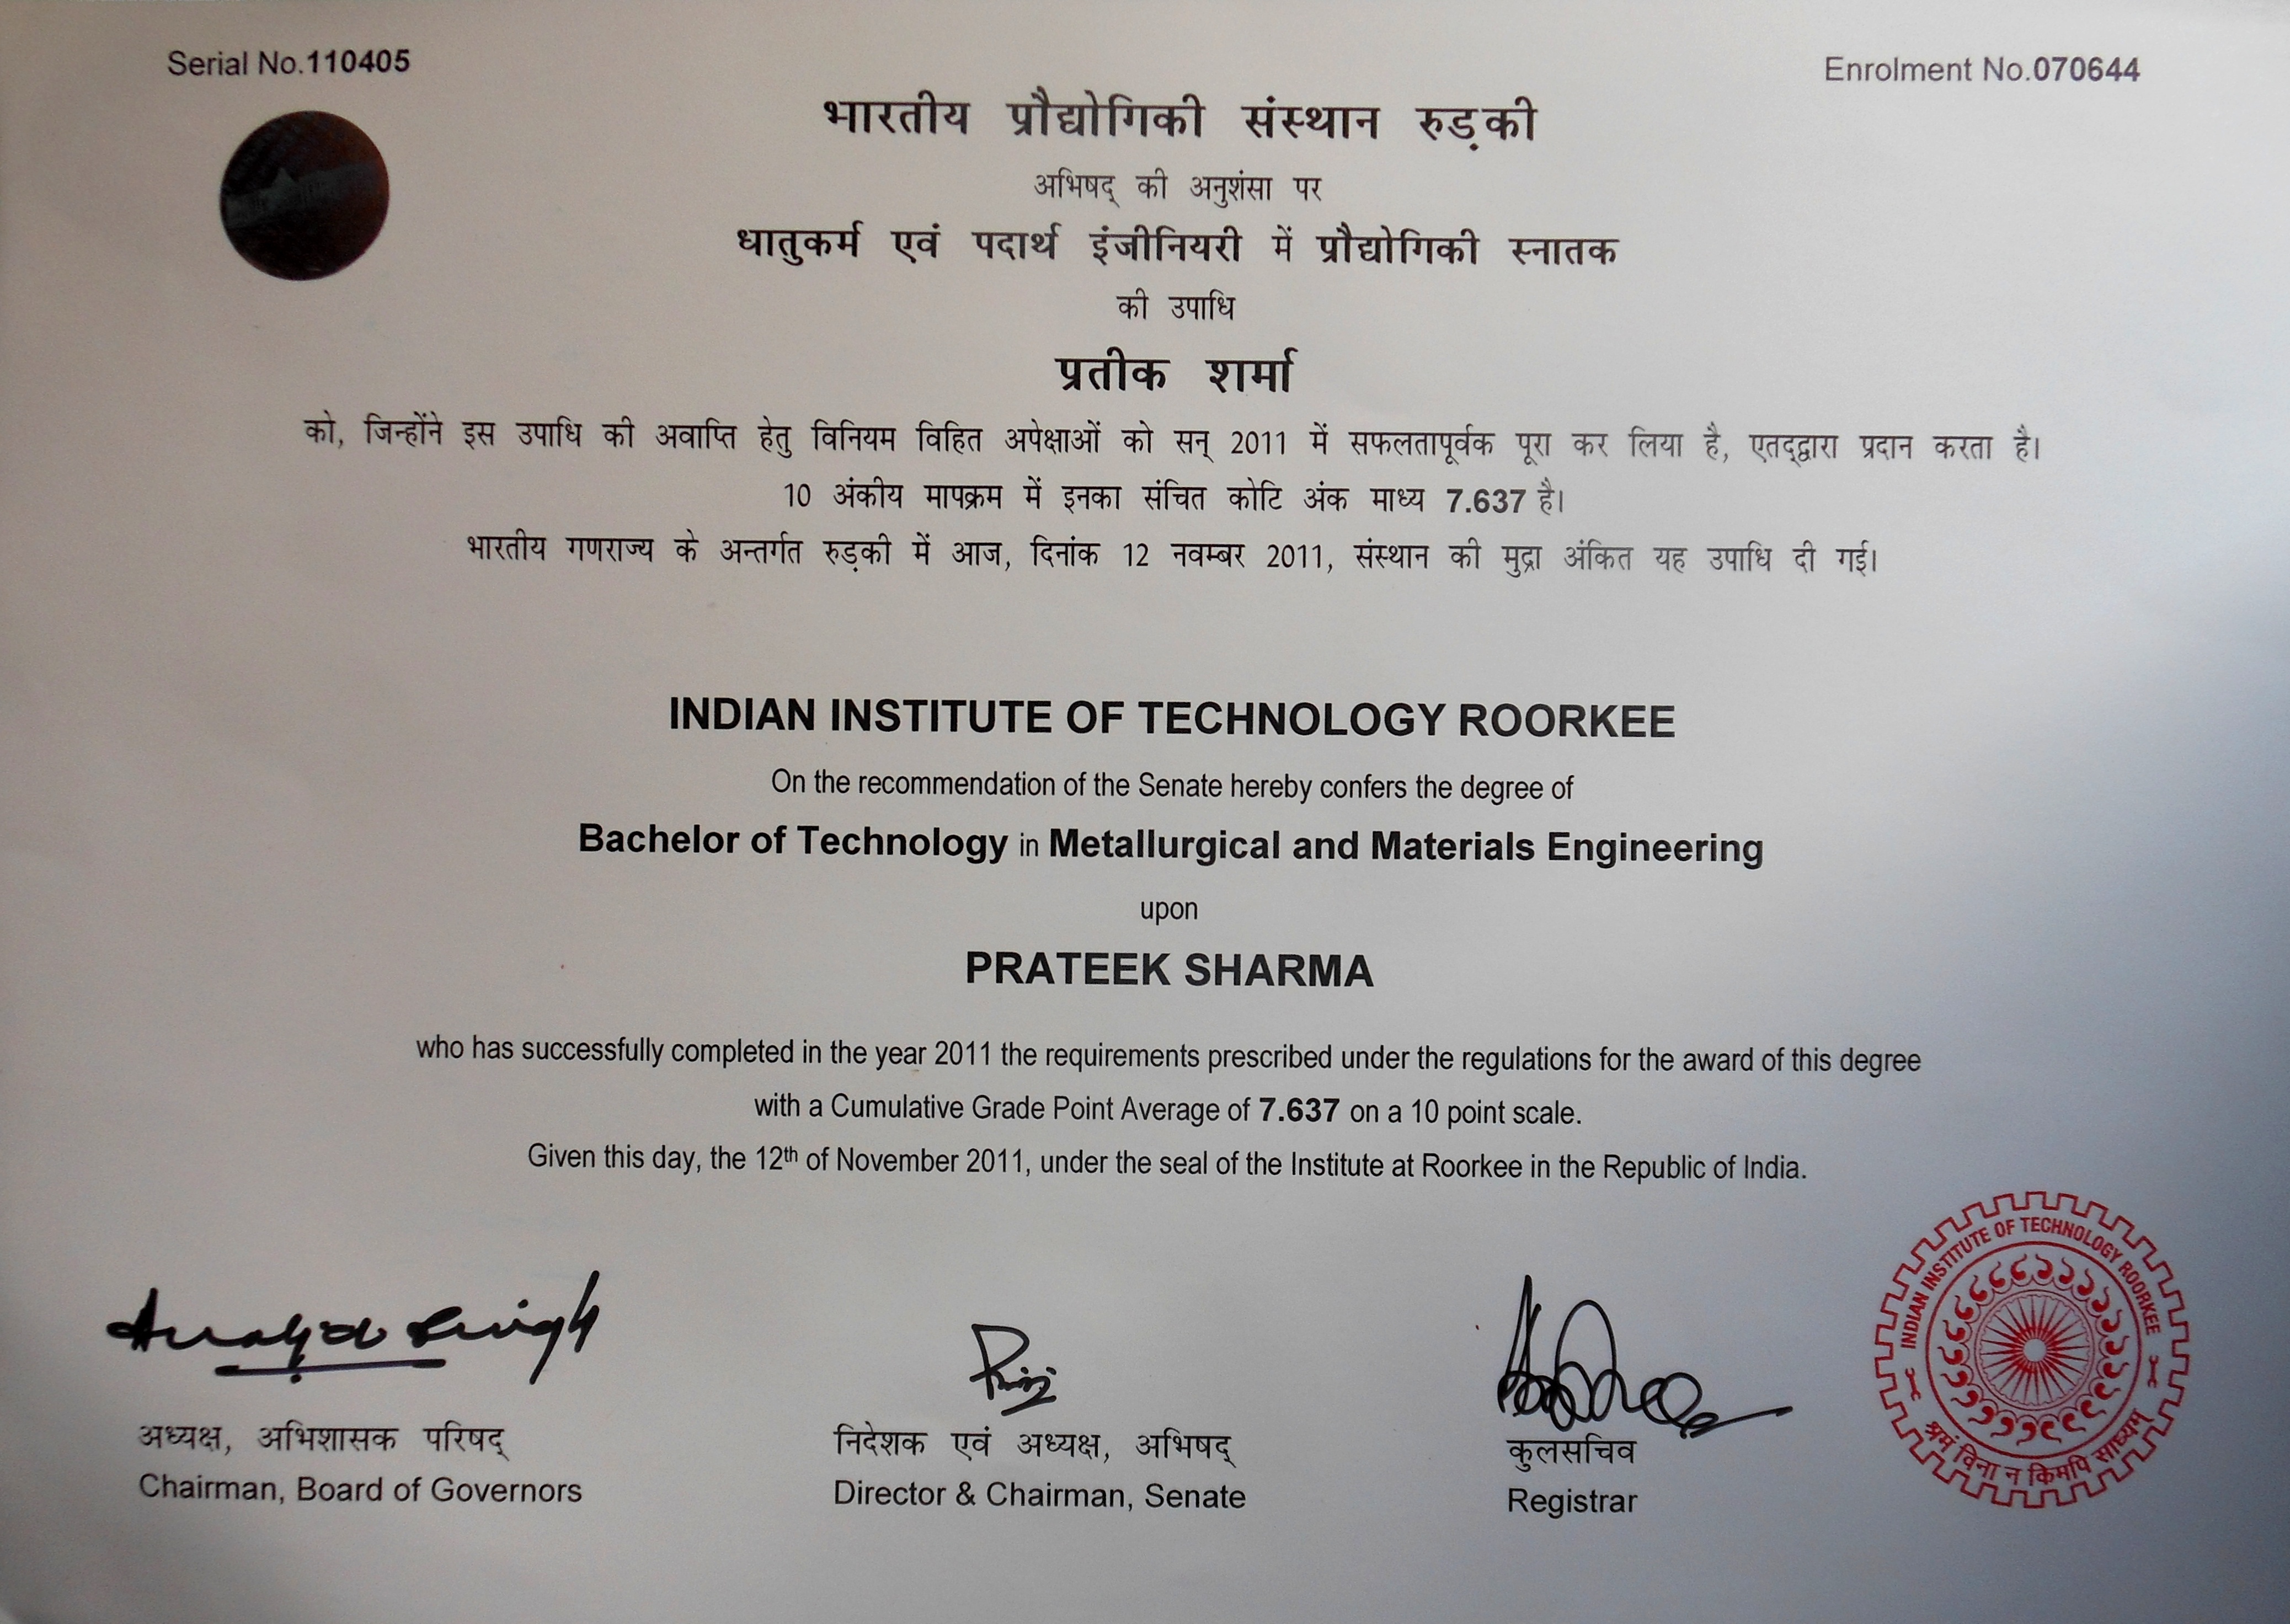 Serial No.110405
Enrolment No.070644
भारतीय प्रौद्योगिकी संस्थान रुड़की
अभिषद् की अनुशंसा पर
धातुकर्म एवं पदार्थ इंजीनियरी में प्रौद्योगिकी स्नातक
की उपाधि
प्रतीक शर्मा
को, जिन्होंने इस उपाधि की अवाप्ति हेतु विनियम विहित अपेक्षाओं को सन् 2011 में सफलतापूर्वक पूरा कर लिया है, एतद्द्वारा प्रदान करता है।
10 अंकीय मापक्रम में इनका संचित कोटि अंक माध्य 7.637 है।
भारतीय गणराज्य के अन्तर्गत रुड़की में आज, दिनांक 12 नवम्बर 2011, संस्थान की मुद्रा अंकित यह उपाधि दी गई।
INDIAN INSTITUTE OF TECHNOLOGY ROORKEE
On the recommendation of the Senate hereby confers the degree of
Bachelor of Technology in Metallurgical and Materials Engineering
upon
PRATEEK SHARMA
who has successfully completed in the year 2011 the requirements prescribed under the regulations for the award of this degree
with a Cumulative Grade Point Average of 7.637 on a 10 point scale.
Given this day, the 12th of November 2011, under the seal of the Institute at Roorkee in the Republic of India.
INDIAN INSTITUTE OF TECHNOLOGY ROORKEE
श्रमं विना न किमपि साध्यम्
अध्यक्ष, अभिशासक परिषद्
Chairman, Board of Governors
निदेशक एवं अध्यक्ष, अभिषद्
Director & Chairman, Senate
कुलसचिव
Registrar